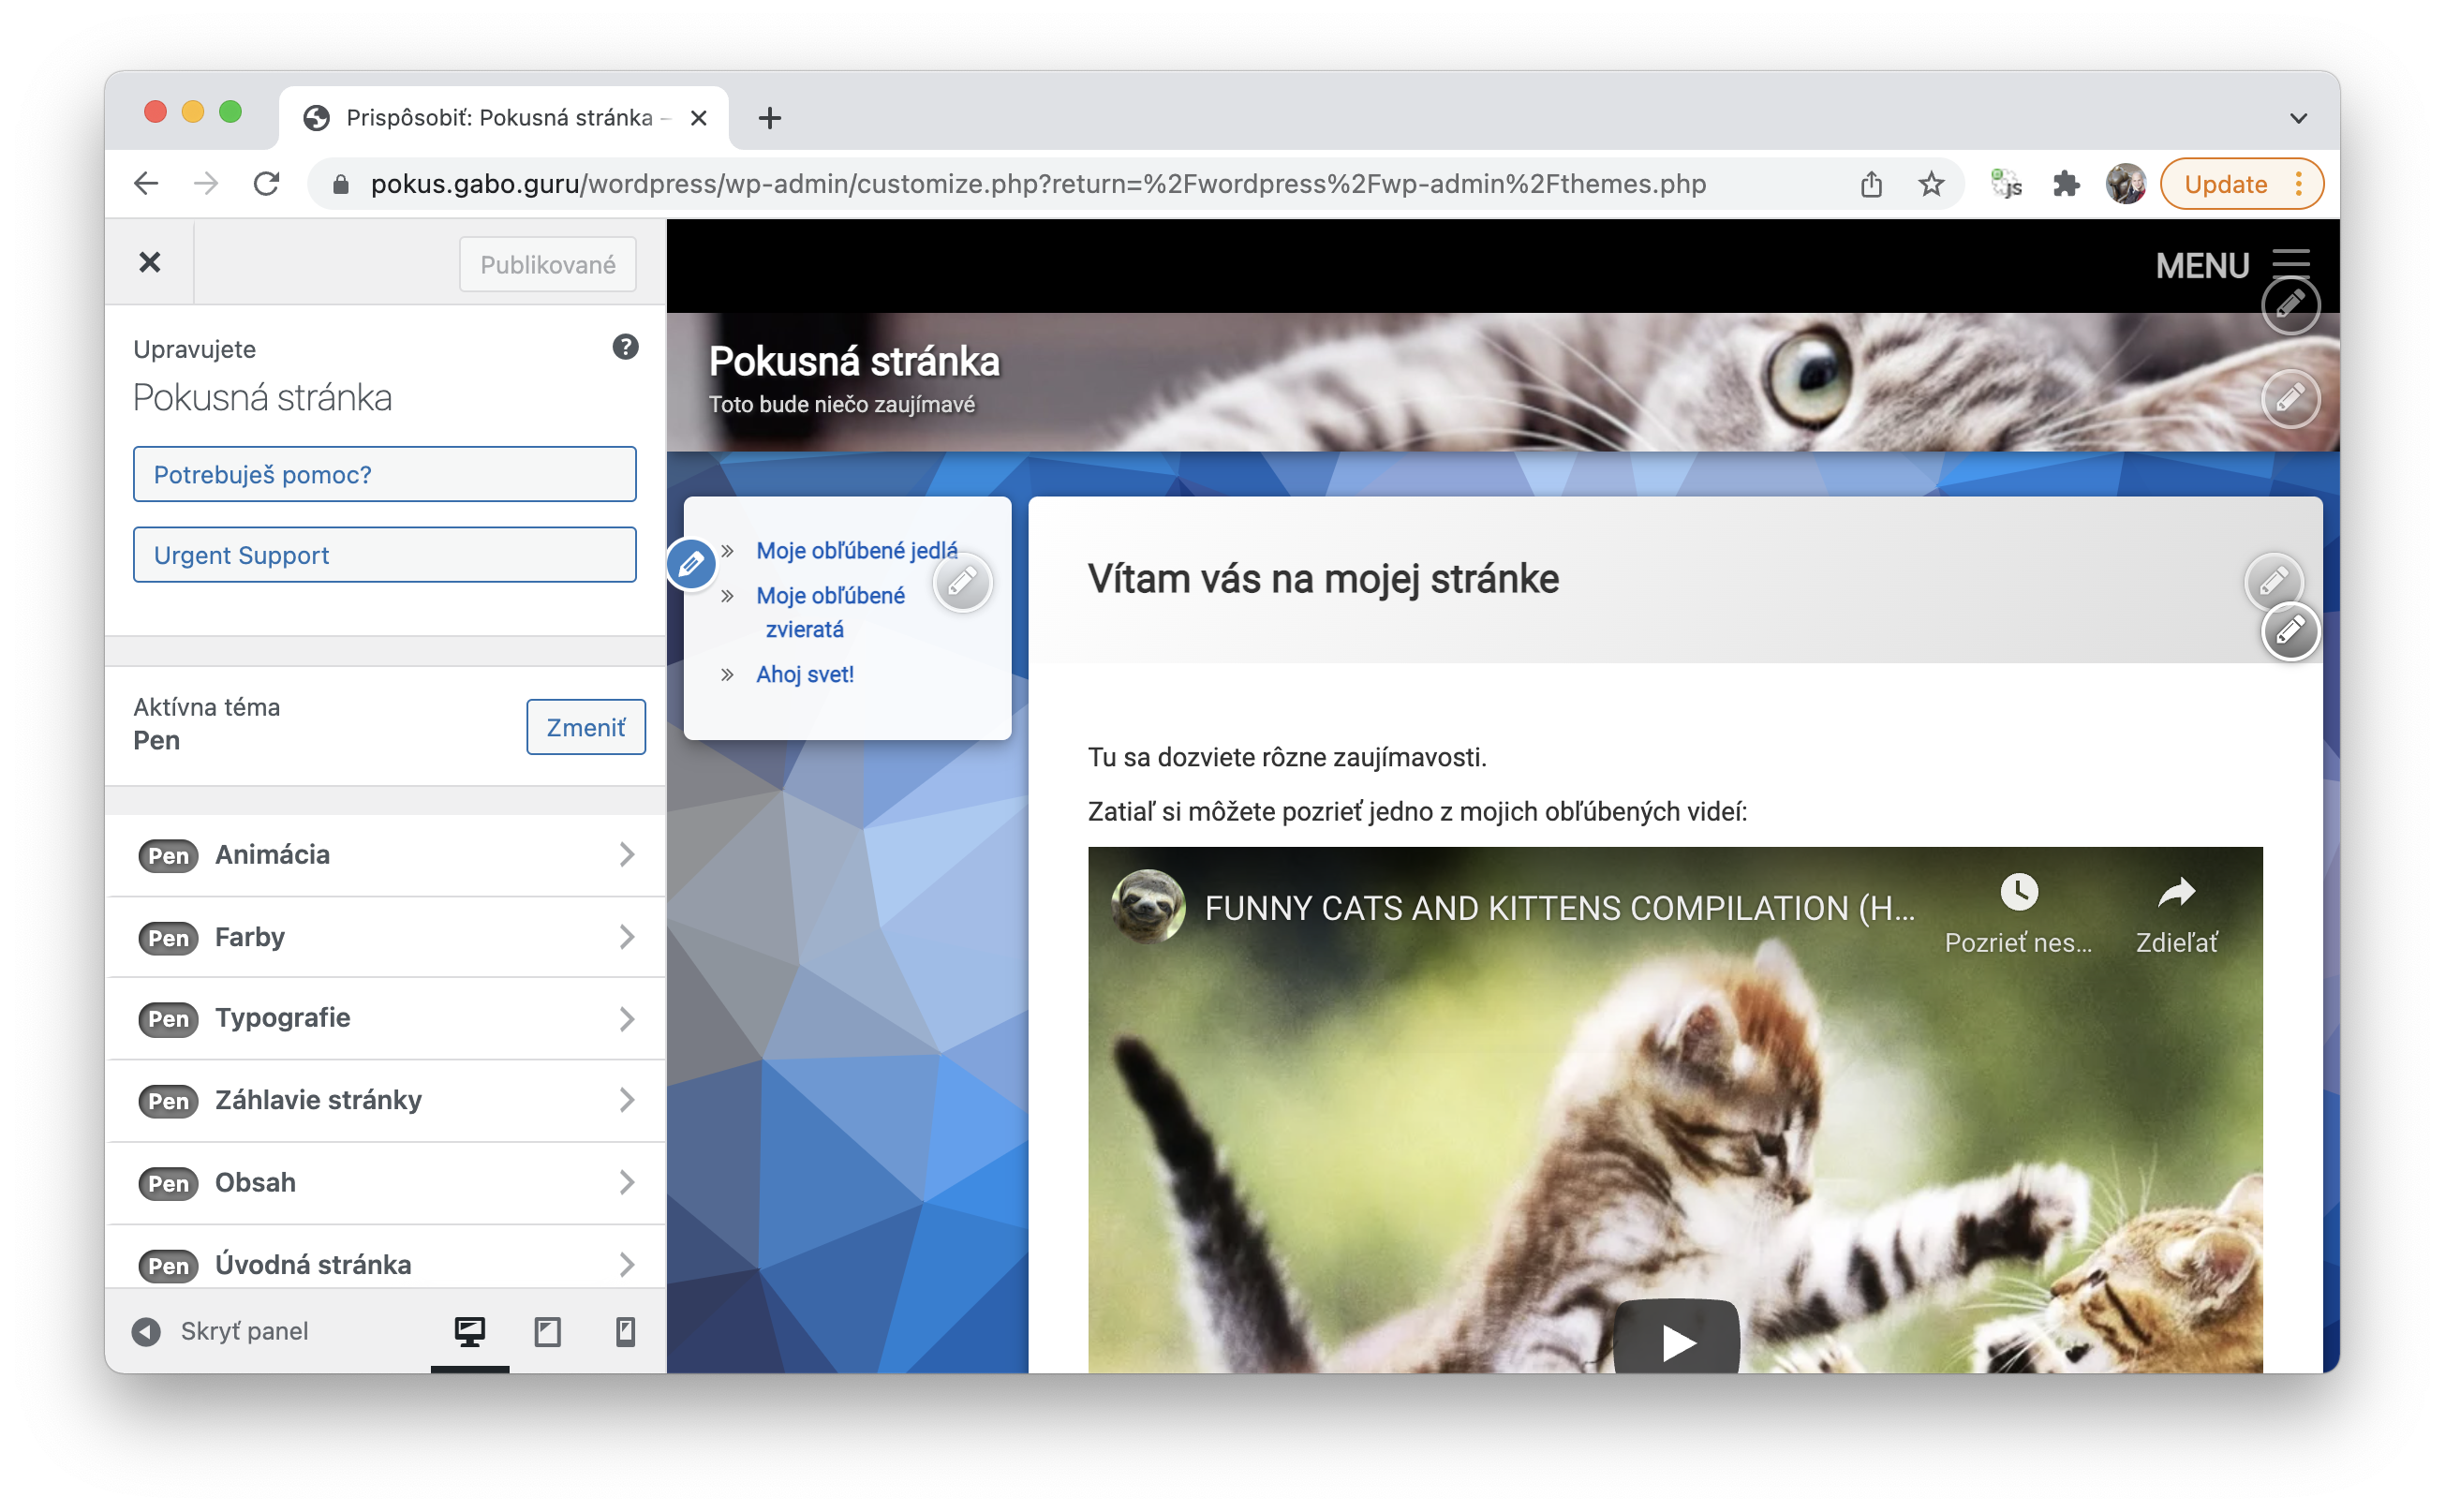 Prispôsobiť: Pokusná stránka –
pokus.gabo.guru/wordpress/wp-admin/customize.php?return=%2Fwordpress%2Fwp-admin%2Fthemes.php
JS
Update
Publikované
Upravujete
Pokusná stránka
Potrebuješ pomoc?
Urgent Support
Aktívna téma
Pen
Zmeniť
Pen Animácia
Pen Farby
Pen Typografie
Pen Záhlavie stránky
Pen Obsah
Pen Úvodná stránka
Skryť panel
MENU
Pokusná stránka
Toto bude niečo zaujímavé
» Moje obľúbené jedlá
» Moje obľúbené
zvieratá
» Ahoj svet!
Vítam vás na mojej stránke
Tu sa dozviete rôzne zaujímavosti.
Zatiaľ si môžete pozrieť jedno z mojich obľúbených videí:
FUNNY CATS AND KITTENS COMPILATION (H...
Pozrieť nes...
Zdieľať